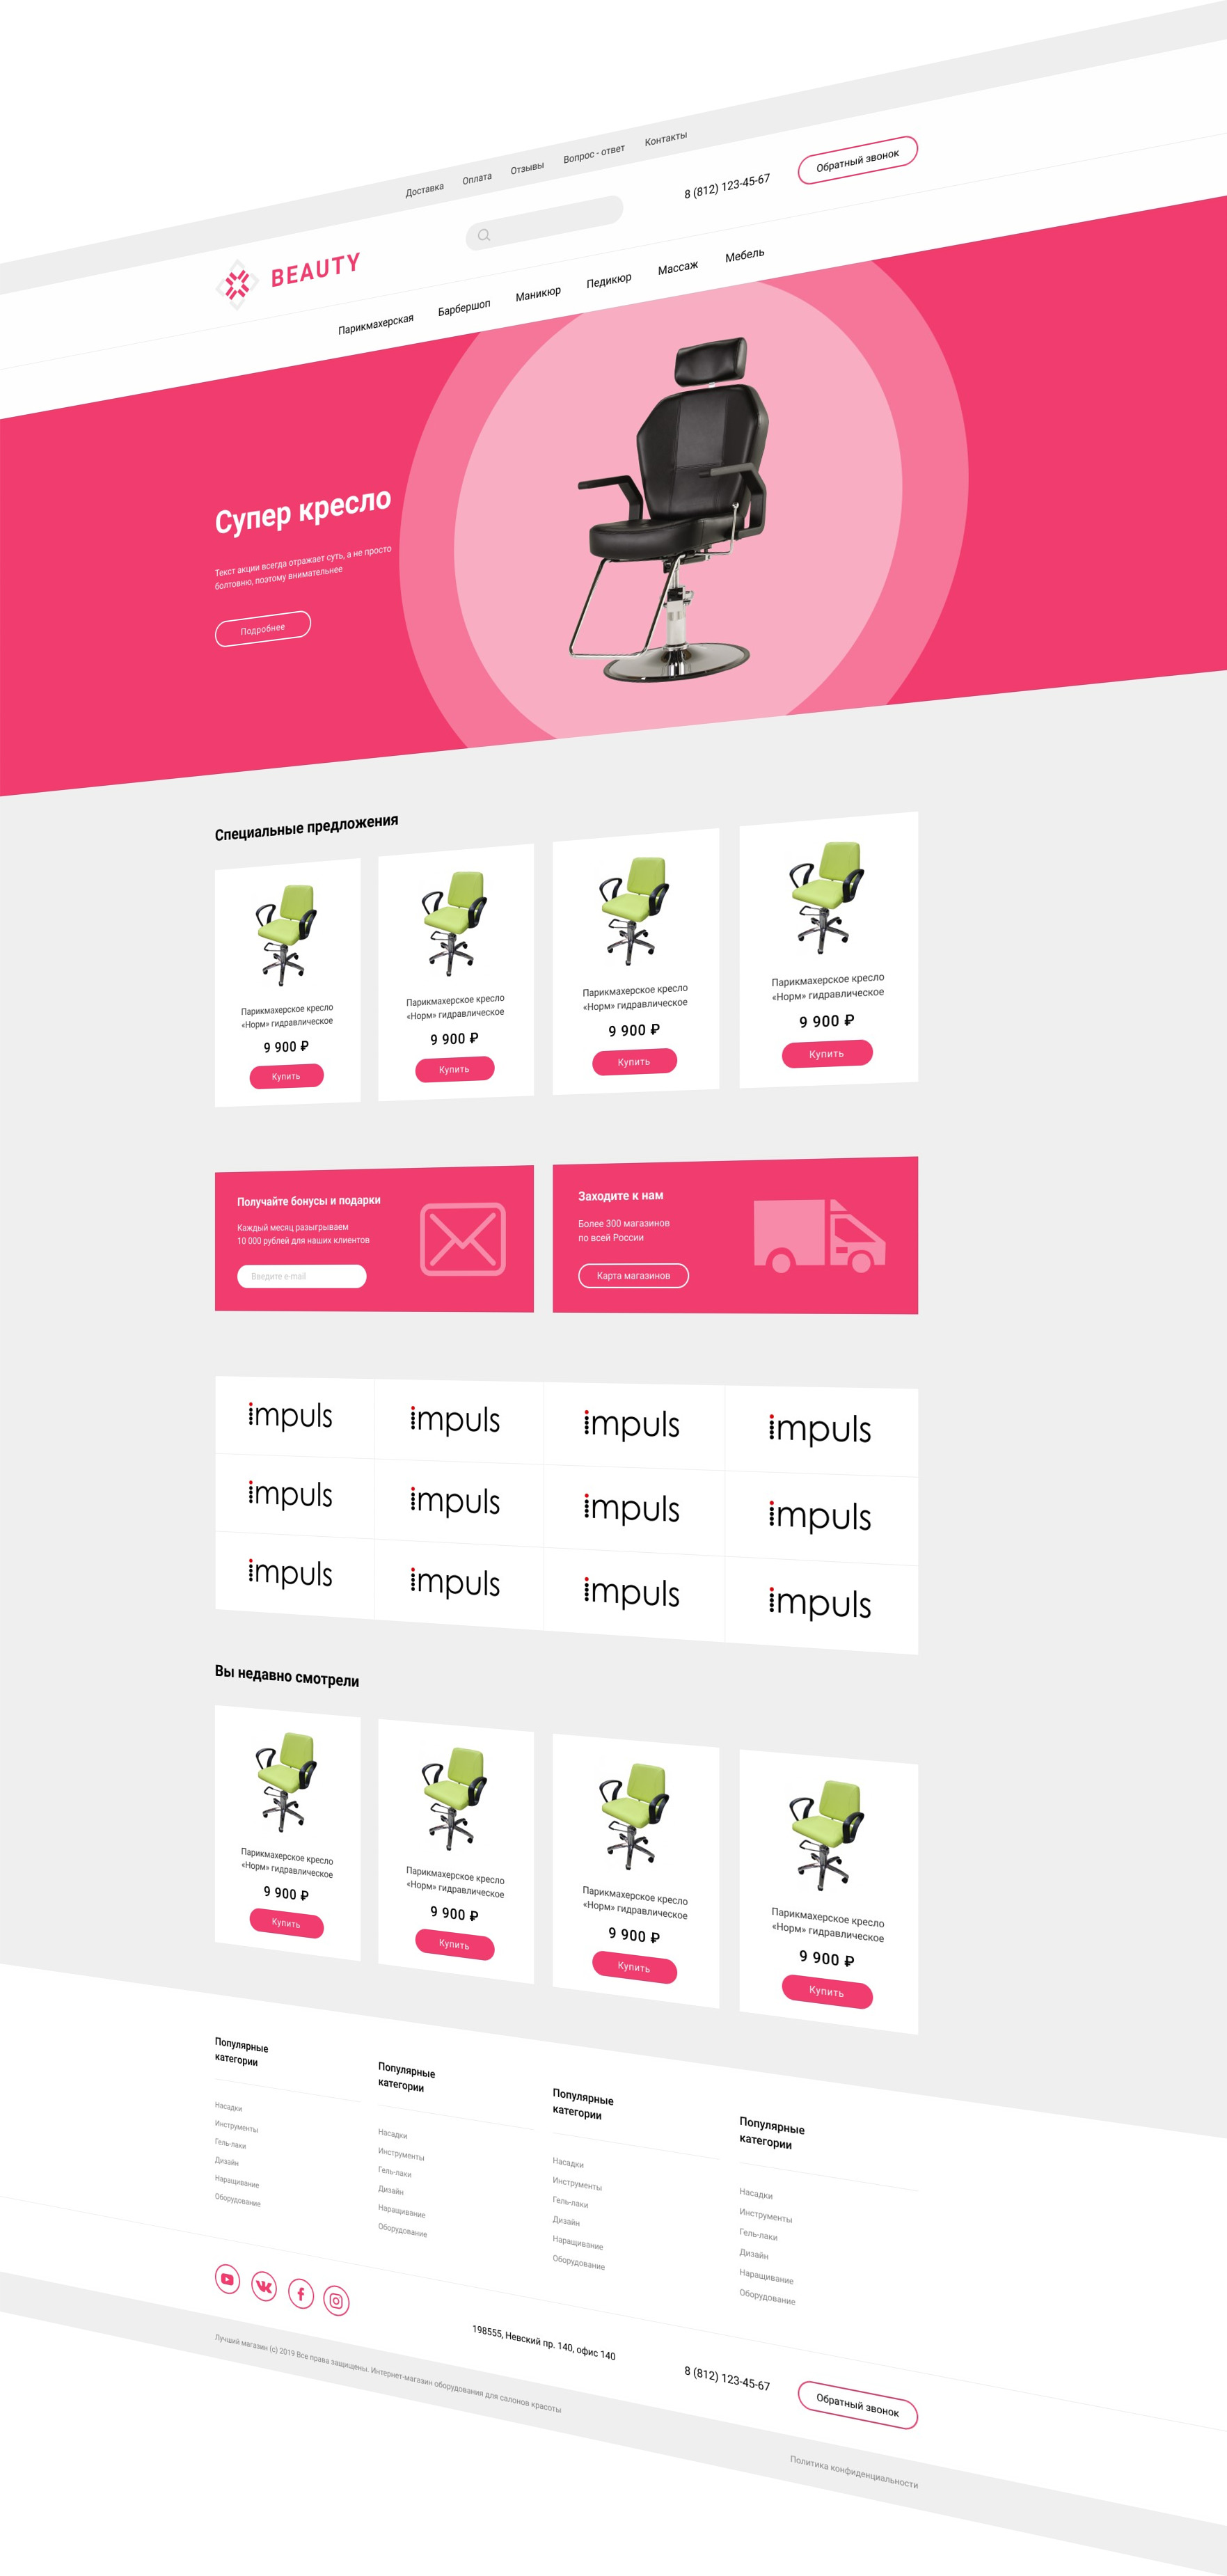 Доставка
Оплата
Отзывы
Вопрос - ответ
Контакты
BEAUTY
8 (812) 123-45-67
Обратный звонок
Парикмахерская
Барбершоп
Маникюр
Педикюр
Массаж
Мебель
Супер кресло
Текст акции всегда отражает суть, а не просто
болтовню, поэтому внимательнее
Подробнее
Специальные предложения
Парикмахерское кресло
«Норм» гидравлическое
9 900 ₽
Купить
Парикмахерское кресло
«Норм» гидравлическое
9 900 ₽
Купить
Парикмахерское кресло
«Норм» гидравлическое
9 900 ₽
Купить
Парикмахерское кресло
«Норм» гидравлическое
9 900 ₽
Купить
Получайте бонусы и подарки
Каждый месяц разыгрываем
10 000 рублей для наших клиентов
Введите e-mail
Заходите к нам
Более 300 магазинов
по всей России
Карта магазинов
impuls
impuls
impuls
impuls
impuls
impuls
impuls
impuls
impuls
impuls
impuls
impuls
Вы недавно смотрели
Парикмахерское кресло
«Норм» гидравлическое
9 900 ₽
Купить
Парикмахерское кресло
«Норм» гидравлическое
9 900 ₽
Купить
Парикмахерское кресло
«Норм» гидравлическое
9 900 ₽
Купить
Парикмахерское кресло
«Норм» гидравлическое
9 900 ₽
Купить
Популярные
категории
Насадки
Инструменты
Гель-лаки
Дизайн
Наращивание
Оборудование
Популярные
категории
Насадки
Инструменты
Гель-лаки
Дизайн
Наращивание
Оборудование
Популярные
категории
Насадки
Инструменты
Гель-лаки
Дизайн
Наращивание
Оборудование
Популярные
категории
Насадки
Инструменты
Гель-лаки
Дизайн
Наращивание
Оборудование
198555, Невский пр. 140, офис 140
8 (812) 123-45-67
Обратный звонок
Лучший магазин (c) 2019 Все права защищены. Интернет-магазин оборудования для салонов красоты
Политика конфиденциальности